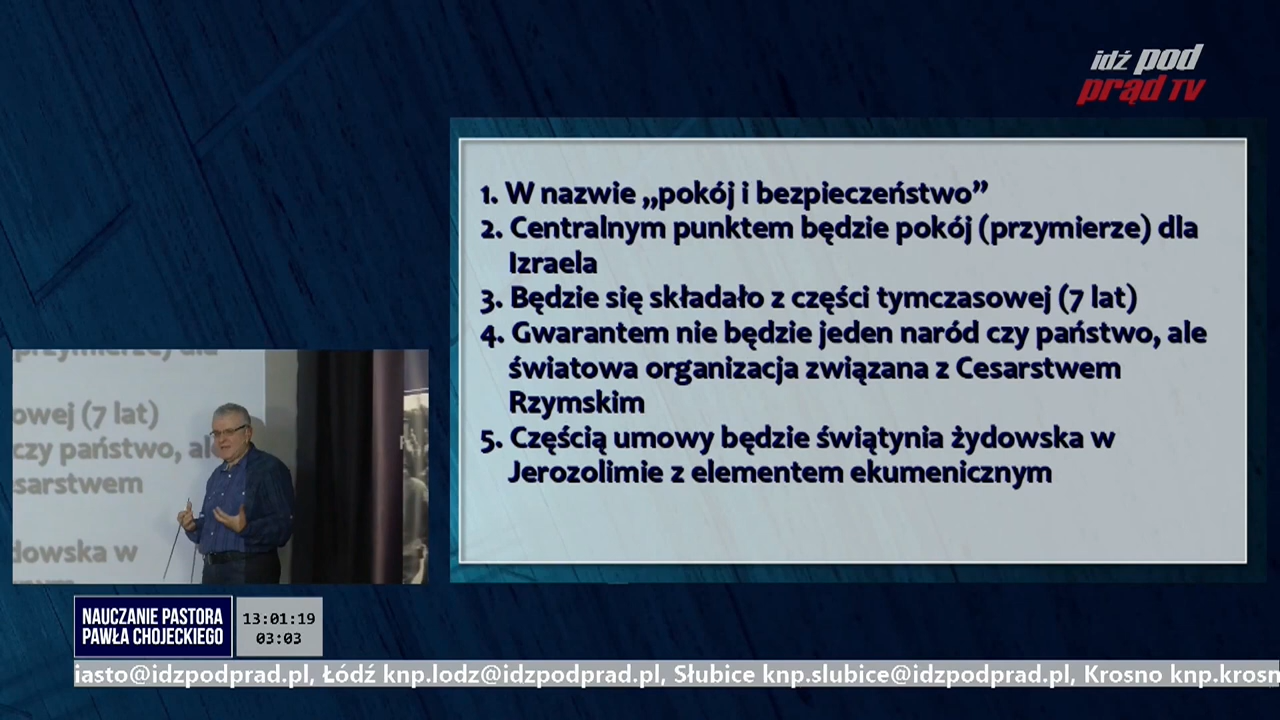 idź pod
prąd TV
1. W nazwie „pokój i bezpieczeństwo”
2. Centralnym punktem będzie pokój (przymierze) dla
Izraela
3. Będzie się składało z części tymczasowej (7 lat)
4. Gwarantem nie będzie jeden naród czy państwo, ale
światowa organizacja związana z Cesarstwem
Rzymskim
5. Częścią umowy będzie świątynia żydowska w
Jerozolimie z elementem ekumenicznym
przymierze) dla
owej (7 lat)
czy państwo, ale
sarstwem
dowska w
NAUCZANIE PASTORA
PAWŁA CHOJECKIEGO
13:01:19
03:03
iasto@idzpodprad.pl, Łódź knp.lodz@idzpodprad.pl, Słubice knp.slubice@idzpodprad.pl, Krosno knp.krosn